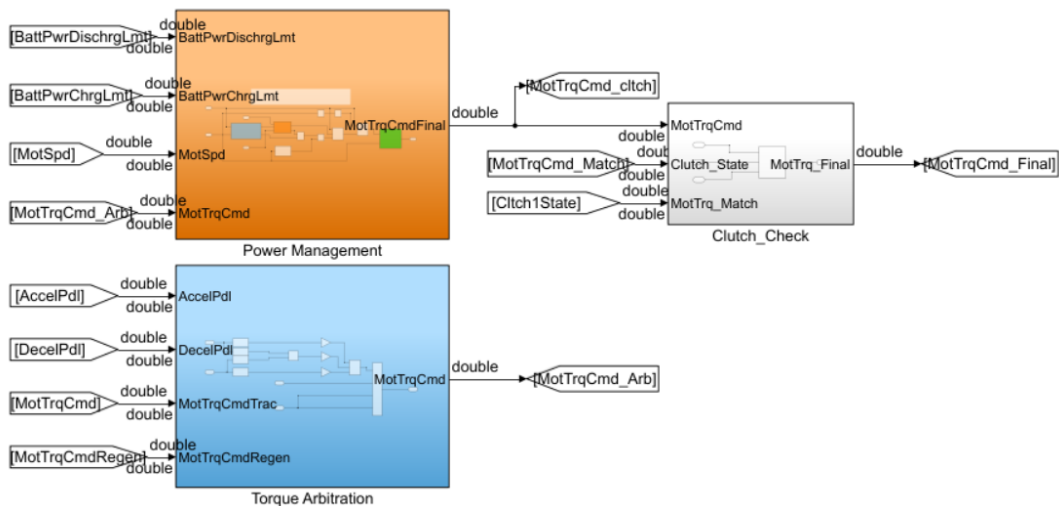 double
[BattPwrDischrgLmt]
BattPwrDischrgLmt
double
double
[BattPwrChrgLmt]
BattPwrChrgLmt
double
double
[MotSpd]
MotSpd
double
double
[MotTrqCmd_Arb]
MotTrqCmd
double
MotTrqCmdFinal
double
Power Management
[MotTrqCmd_cltch]
MotTrqCmd
[MotTrqCmd_Match]
Clutch_State
double
[Cltch1State]
double
MotTrq_Match
double
MotTrq_Final
double
[MotTrqCmd_Final]
Clutch_Check
double
[AccelPdl]
AccelPdl
double
double
[DecelPdl]
DecelPdl
double
double
[MotTrqCmd]
MotTrqCmdTrac
double
double
[MotTrqCmdRegen]
MotTrqCmdRegen
double
MotTrqCmd
double
[MotTrqCmd_Arb]
Torque Arbitration